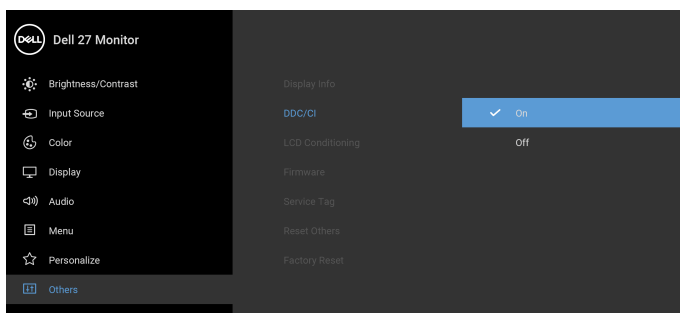 DELL Dell 27 Monitor
Brightness/Contrast Display Info
Input Source DDC/CI On
Color LCD Conditioning Off
Display Firmware
Audio Service Tag
Menu Reset Others
Personalize Factory Reset
Others